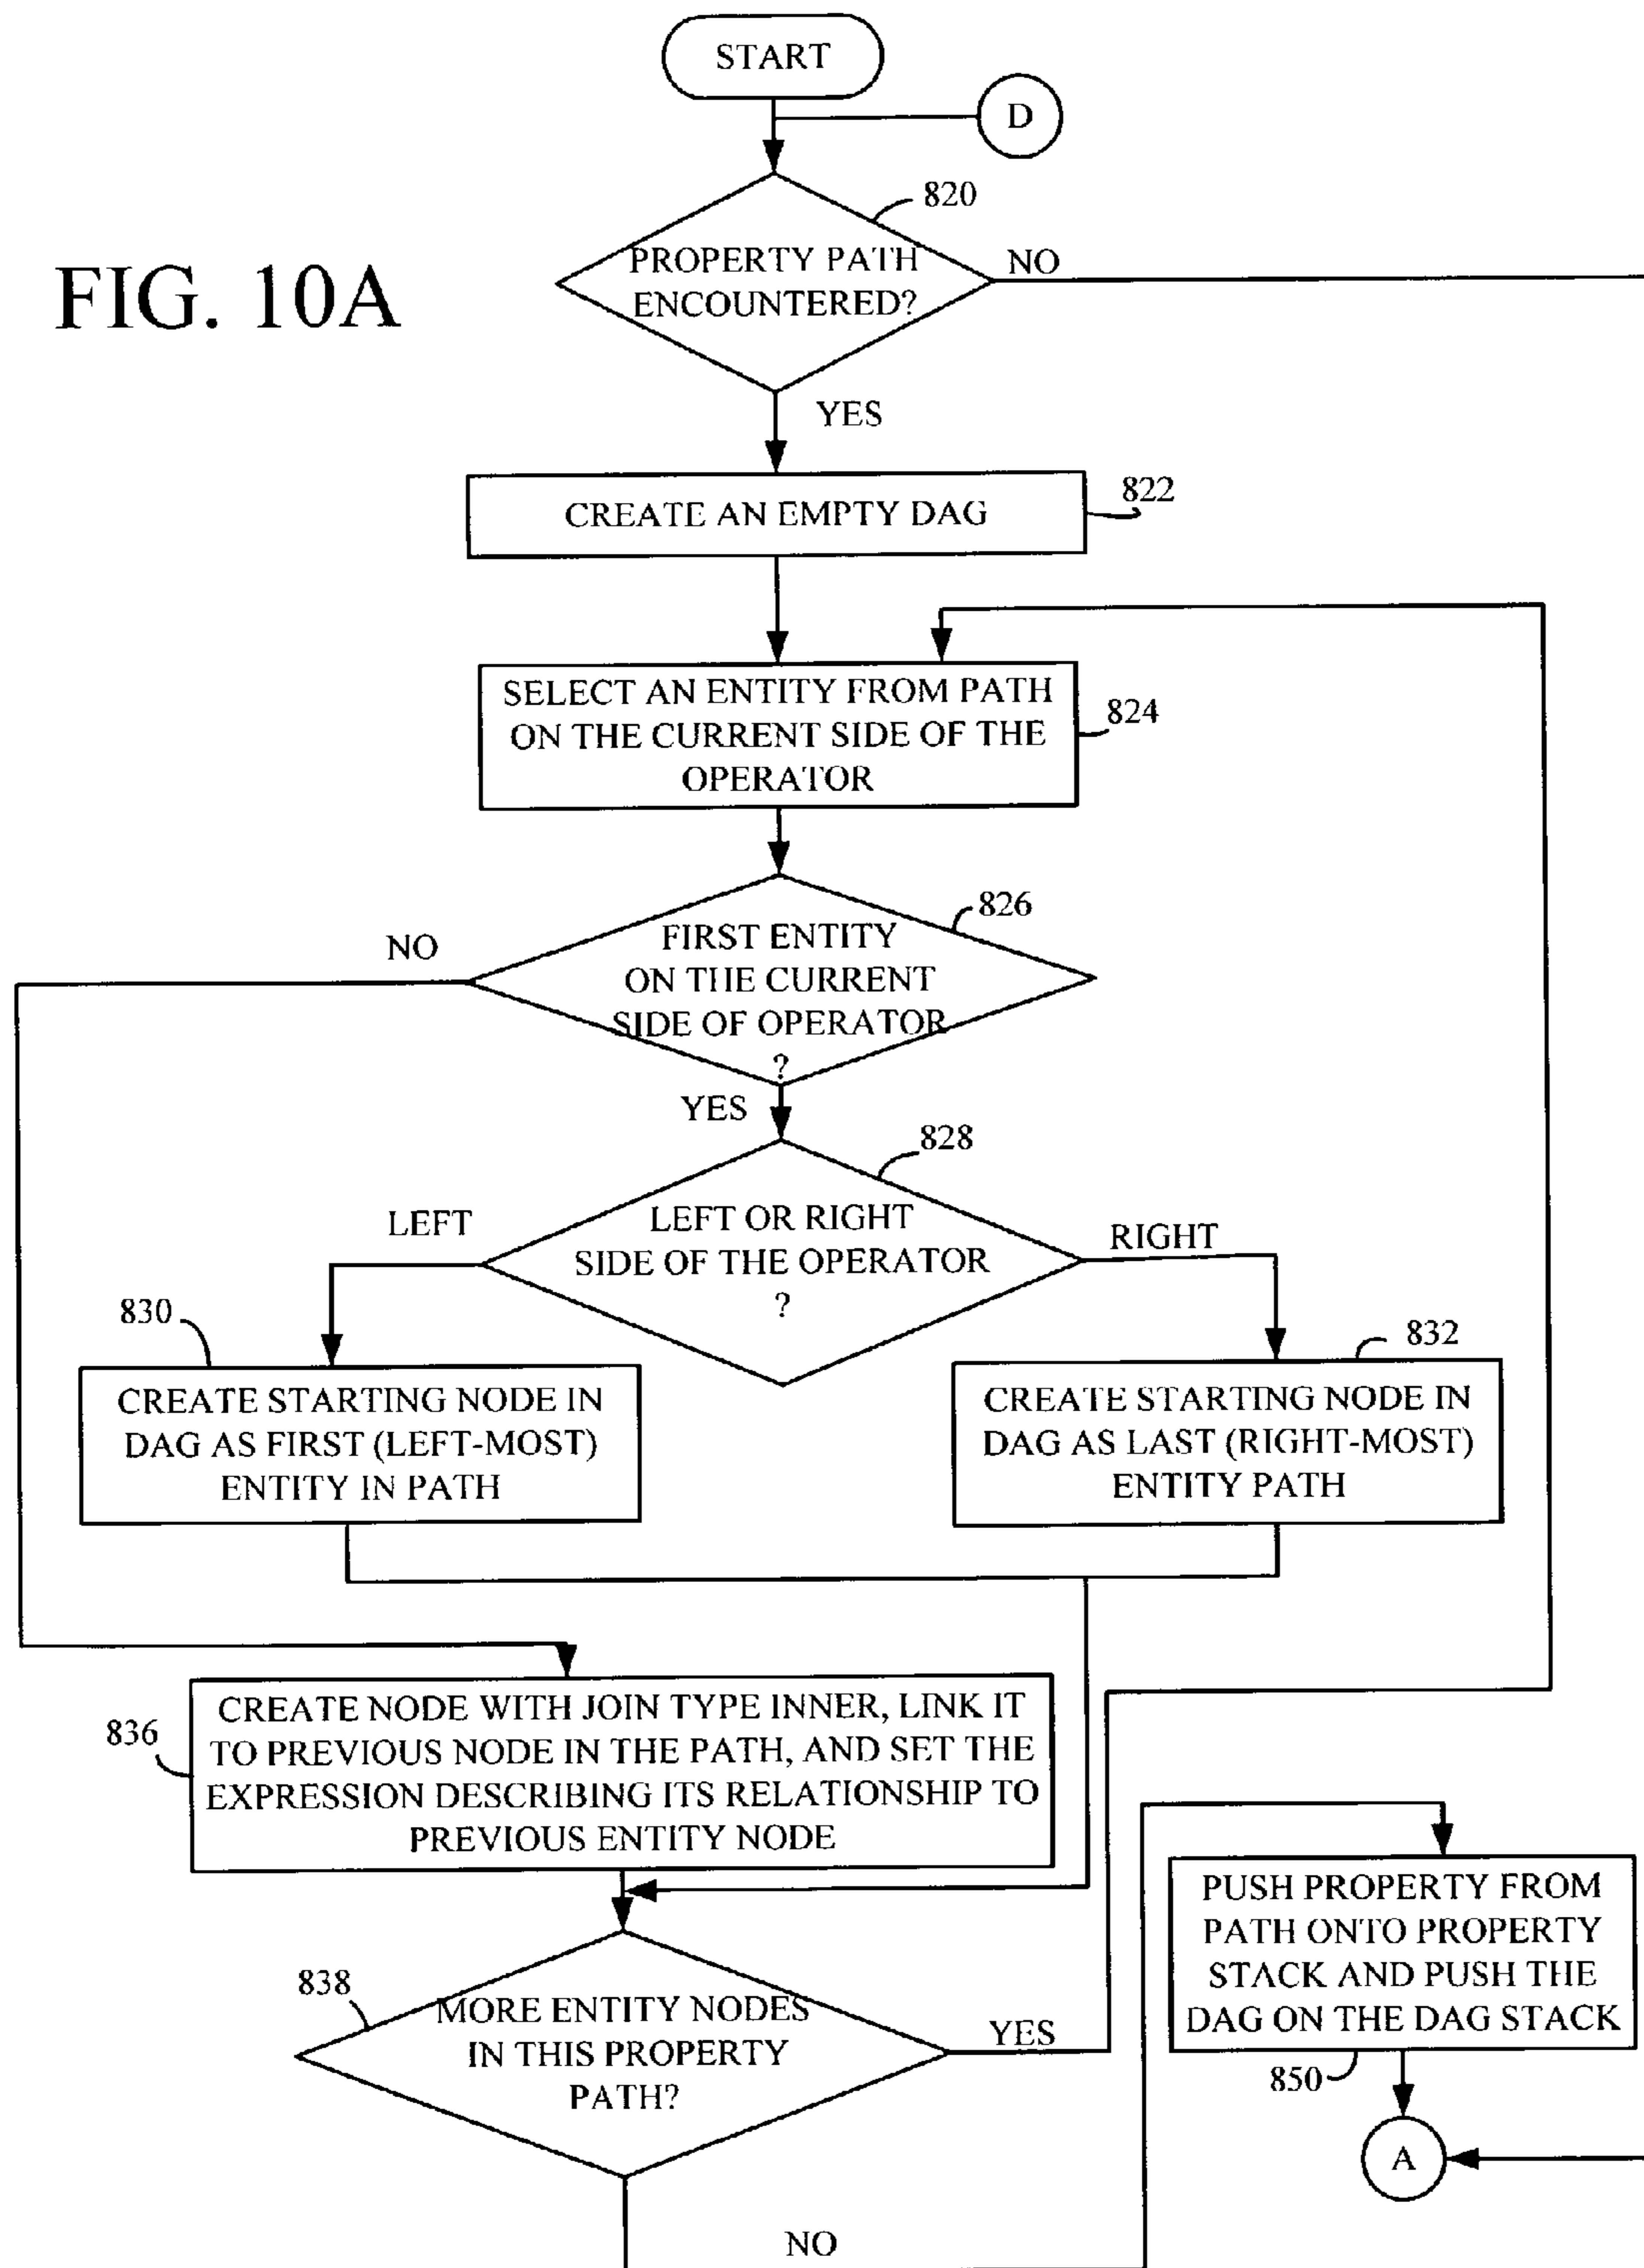 START
D
820
FIG. 10A
PROPERTY PATH
ENCOUNTERED?
NO
YES
CREATE AN EMPTY DAG
822
SELECT AN ENTITY FROM PATH
ON THE CURRENT SIDE OF THE
OPERATOR
824
826
NO
FIRST ENTITY
ON THE CURRENT
SIDE OF OPERATOR
?
YES
828
LEFT
LEFT OR RIGHT
SIDE OF THE OPERATOR
?
RIGHT
830
832
CREATE STARTING NODE IN
DAG AS FIRST (LEFT-MOST)
ENTITY IN PATH
CREATE STARTING NODE IN
DAG AS LAST (RIGHT-MOST)
ENTITY PATH
836
CREATE NODE WITH JOIN TYPE INNER, LINK IT
TO PREVIOUS NODE IN THE PATH, AND SET THE
EXPRESSION DESCRIBING ITS RELATIONSHIP TO
PREVIOUS ENTITY NODE
838
MORE ENTITY NODES
IN THIS PROPERTY
PATH?
YES
PUSH PROPERTY FROM
PATH ONTO PROPERTY
STACK AND PUSH THE
DAG ON THE DAG STACK
850
A
NO